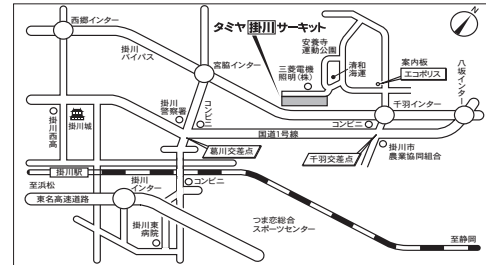 西郷インター
掛川
バイパス
宮脇インター
タミヤ掛川サーキット
安養寺
運動公園
三菱電機
照明(株)
清和
海運
案内板
エコポリス
八坂インター
N
掛川西高
掛川城
掛川
警察署
コンビニ
コンビニ
千羽インター
国道1号線
葛川交差点
千羽交差点
掛川市
農業協同組合
掛川駅
至浜松
掛川
インター
コンビニ
東名高速道路
掛川東
病院
つま恋総合
スポーツセンター
至静岡